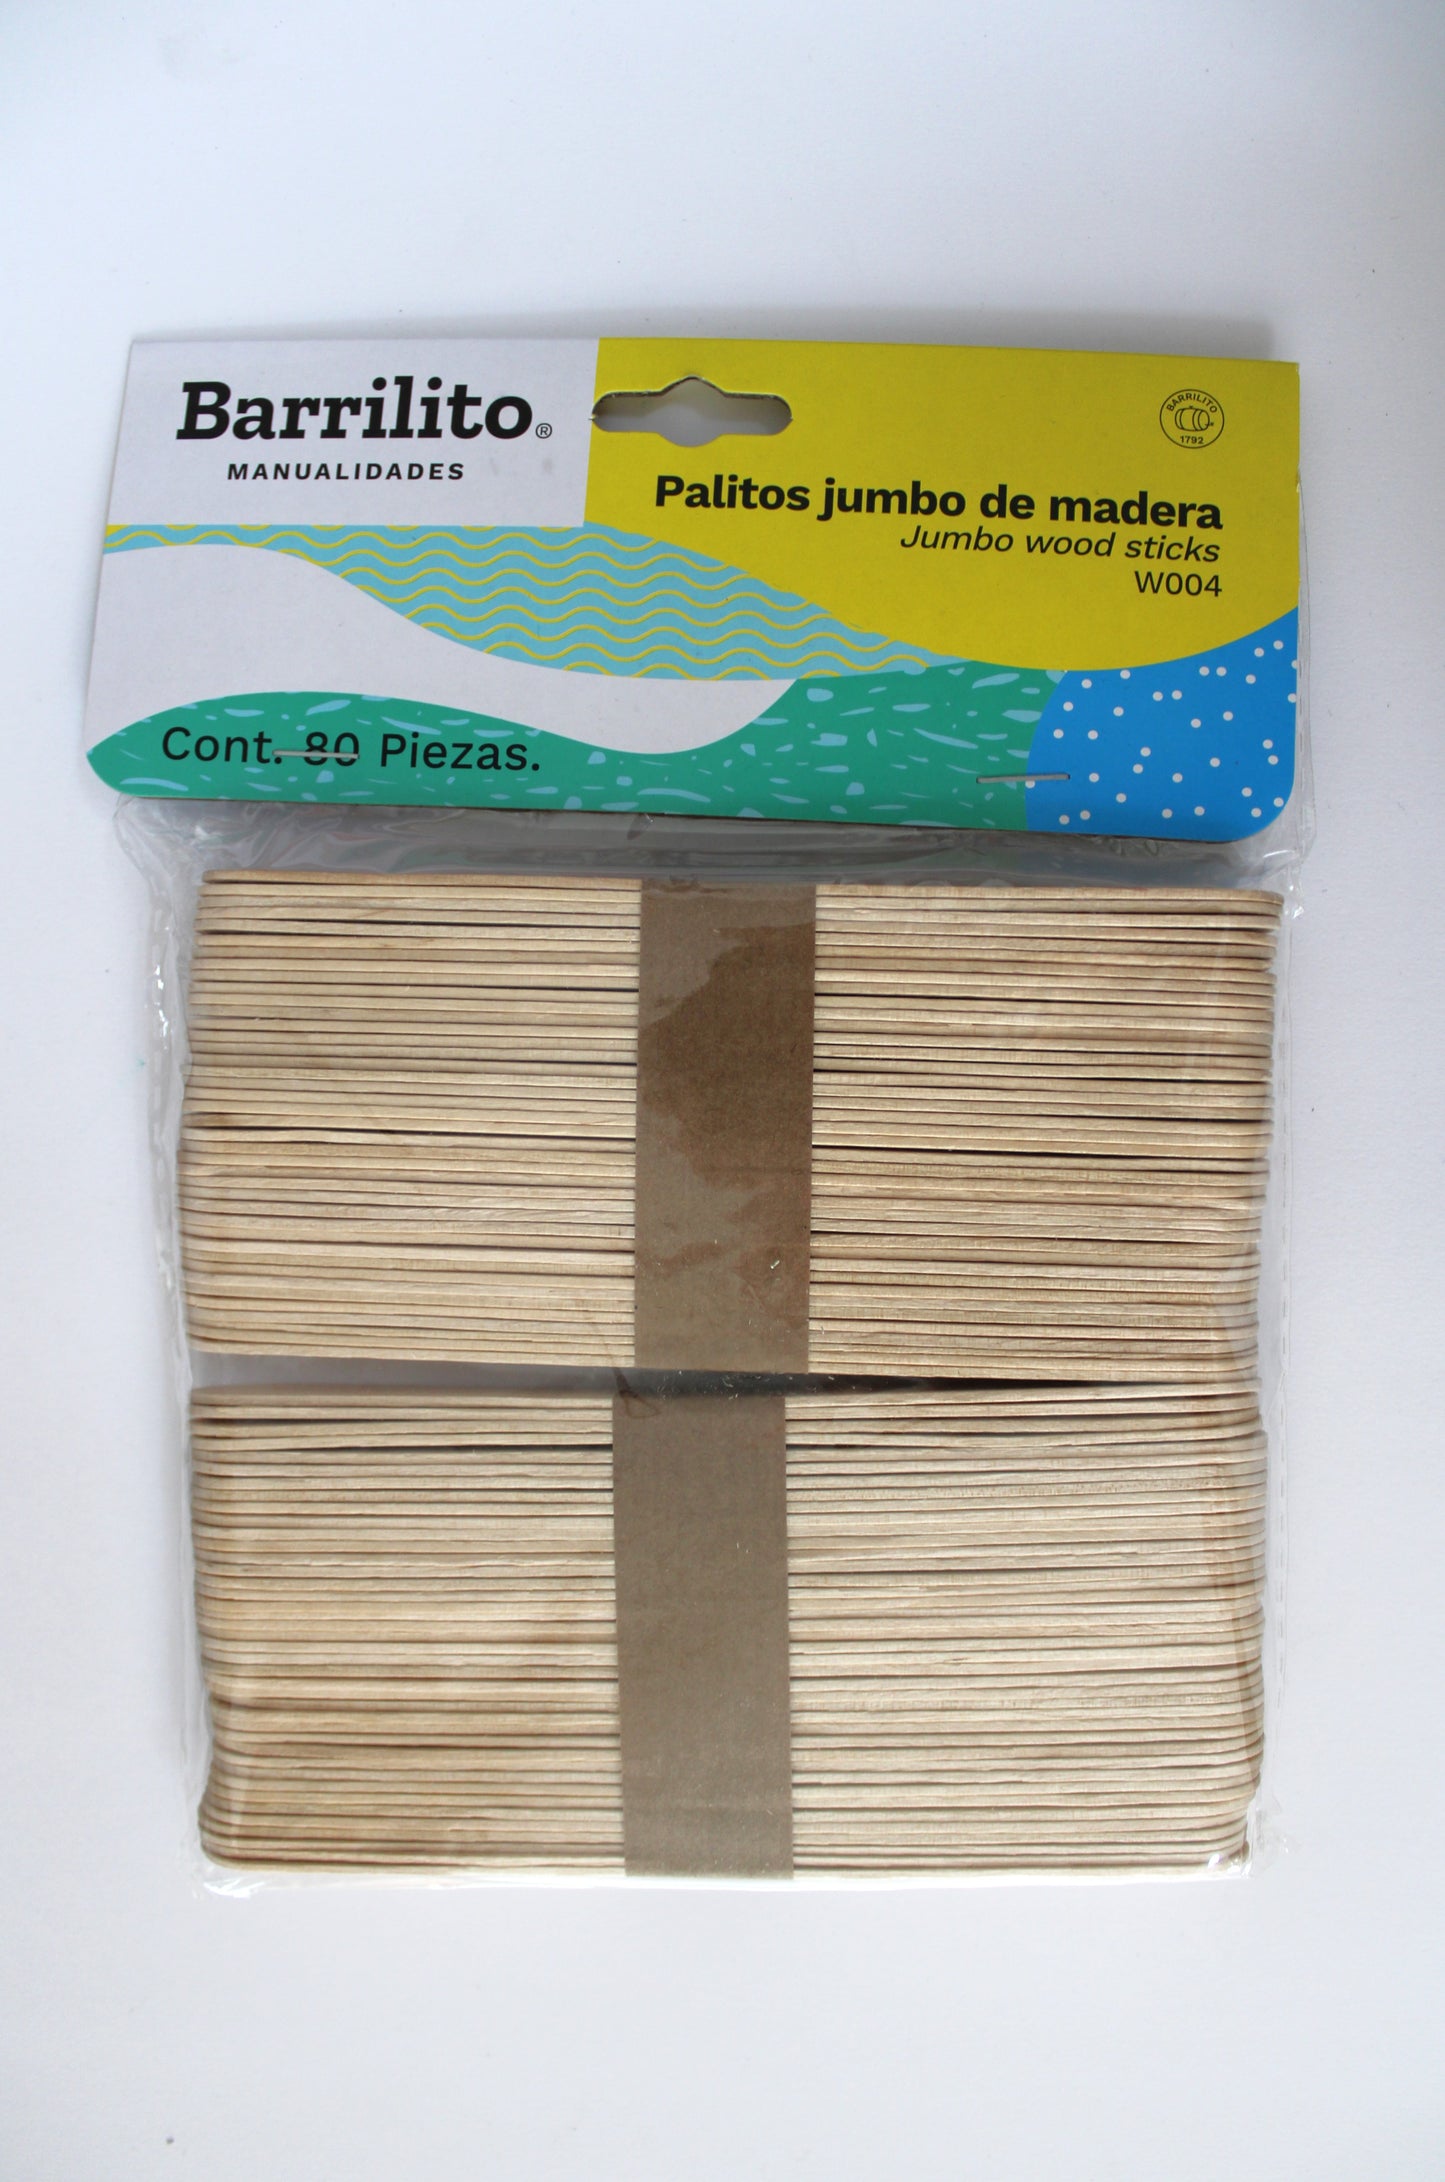 Barrilito®
MANUALIDADES
BARRILITO
1792
Palitos jumbo de madera
Jumbo wood sticks
W004
Cont. 80 Piezas.